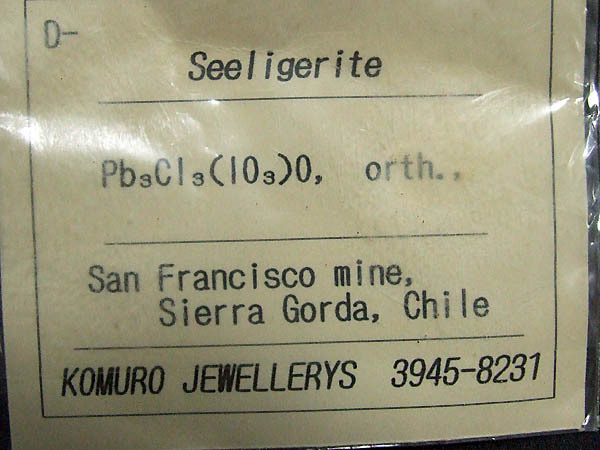 D-
Seeligerite
Pb₃Cl₃(IO₃)O, orth.,
San Francisco mine,
Sierra Gorda, Chile
KOMURO JEWELLERYS 3945-8231